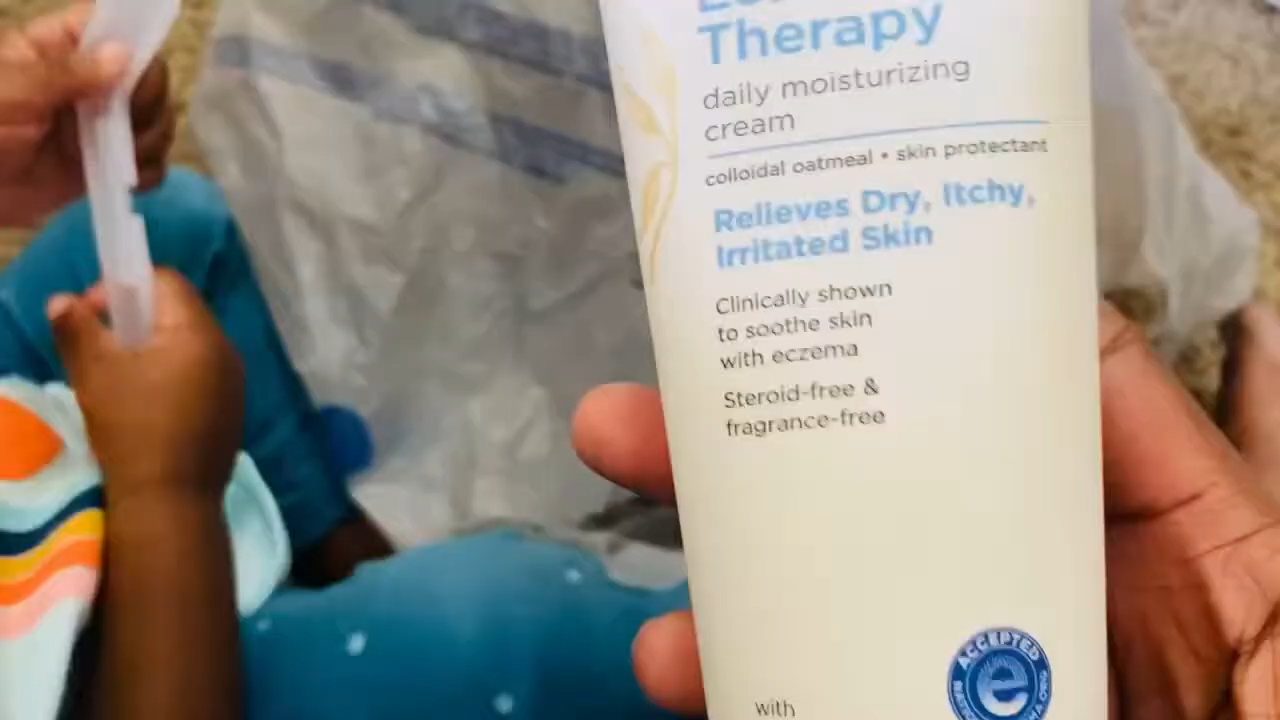 Therapy
daily moisturizing
cream
colloidal oatmeal • skin protectant
Relieves Dry, Itchy,
Irritated Skin
Clinically shown
to soothe skin
with eczema
Steroid-free &
fragrance-free
ACCEPTED
e
with